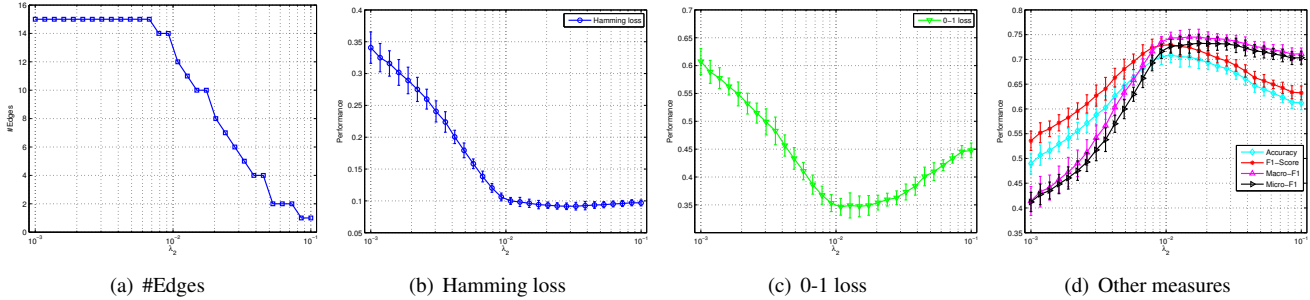 16
14
12
10
8
6
4
2
0
#Edges
10⁻³
10⁻²
10⁻¹
λ₂
(a) #Edges
0.4
0.35
0.3
0.25
0.2
0.15
0.1
0.05
Performance
Hamming loss
10⁻³
10⁻²
10⁻¹
λ₂
(b) Hamming loss
0.7
0.65
0.6
0.55
0.5
0.45
0.4
0.35
Performance
0-1 loss
10⁻³
10⁻²
10⁻¹
λ₂
(c) 0-1 loss
0.8
0.75
0.7
0.65
0.6
0.55
0.5
0.45
0.4
0.35
Performance
Accuracy
F1-Score
Macro-F1
Micro-F1
10⁻³
10⁻²
10⁻¹
λ₂
(d) Other measures